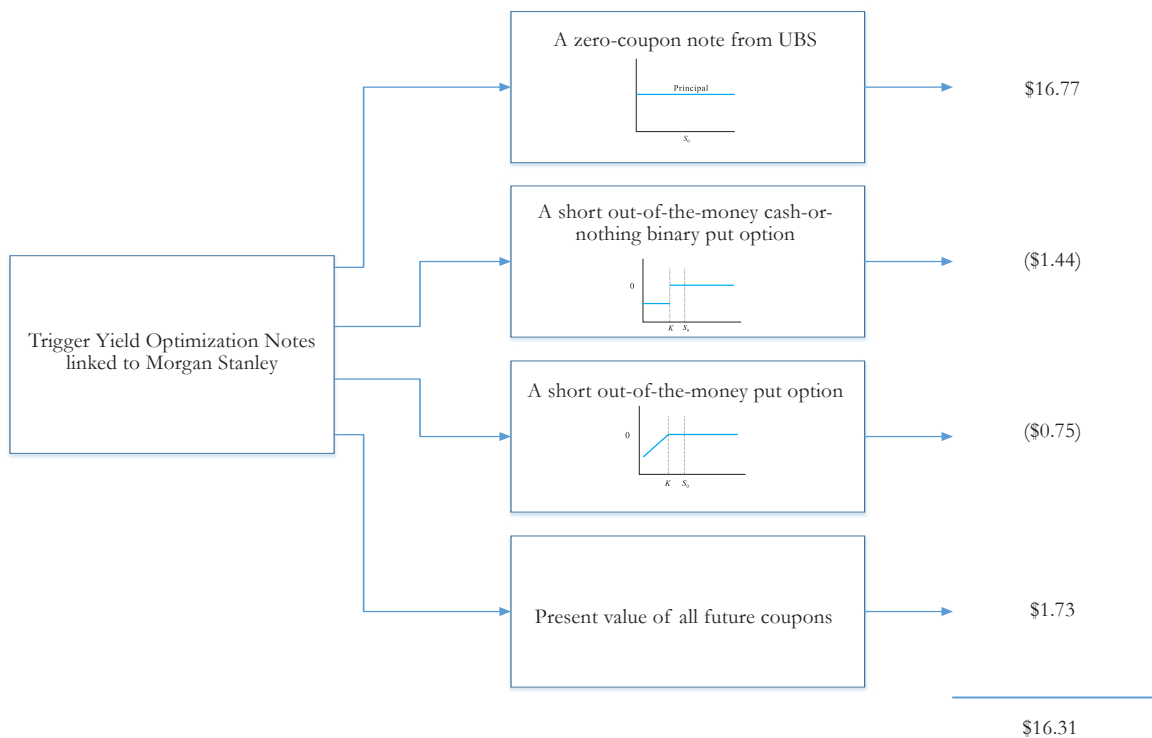 A zero-coupon note from UBS
Principal
S₀
$16.77
A short out-of-the-money cash-or-
nothing binary put option
0
K S₀
($1.44)
Trigger Yield Optimization Notes
linked to Morgan Stanley
A short out-of-the-money put option
0
K S₀
($0.75)
Present value of all future coupons
$1.73
$16.31